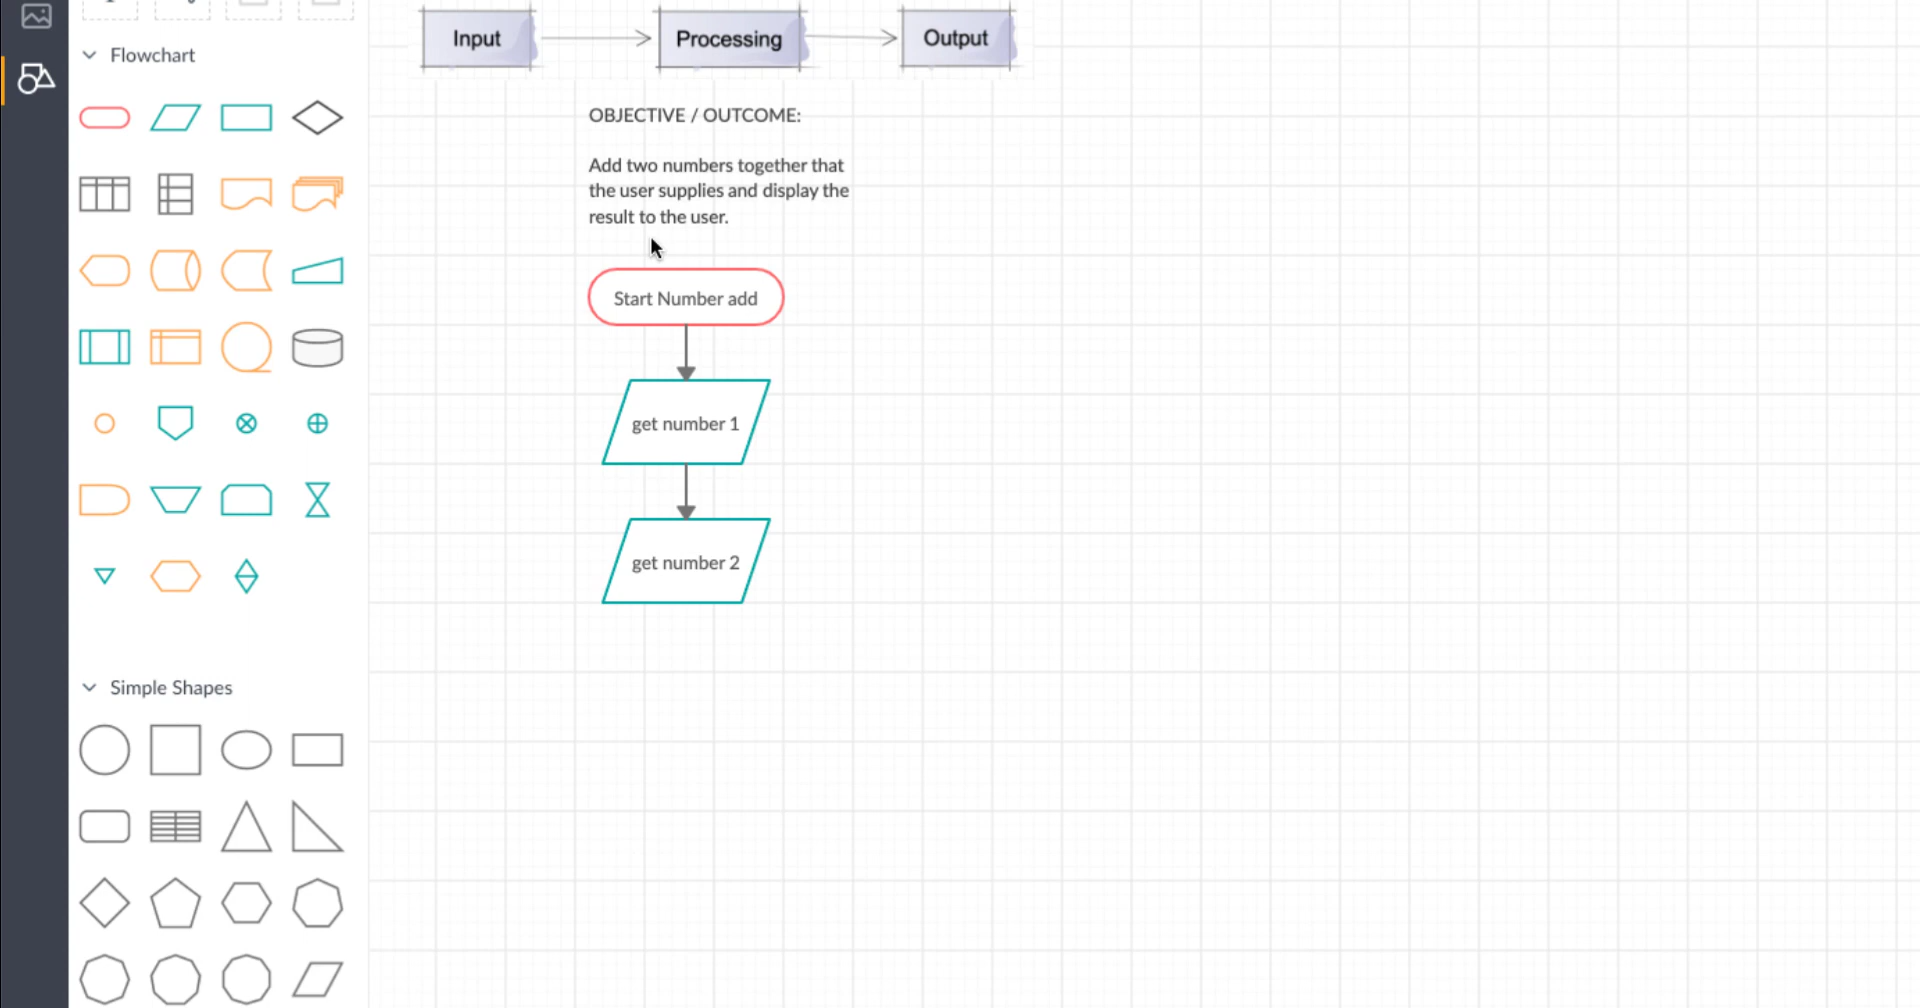 Flowchart
Input
Processing
Output
OBJECTIVE / OUTCOME:
Add two numbers together that
the user supplies and display the
result to the user.
Start Number add
get number 1
get number 2
Simple Shapes